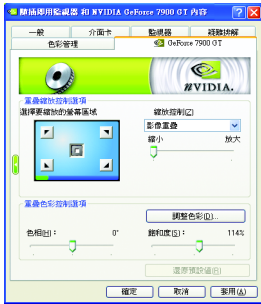 隨插即用監視器 和 NVIDIA GeForce 7900 GT 內容
一般
介面卡
監視器
疑難排解
色彩管理
GeForce 7900 GT
NVIDIA.
重疊縮放控制選項
選擇要縮放的螢幕區域
縮放控制(Z)
影像重疊
縮小
放大
重疊色彩控制選項
調整色彩(D)...
色相(H):
0°
飽和度(S):
114%
還原預設值(R)
確定
取消
套用(A)